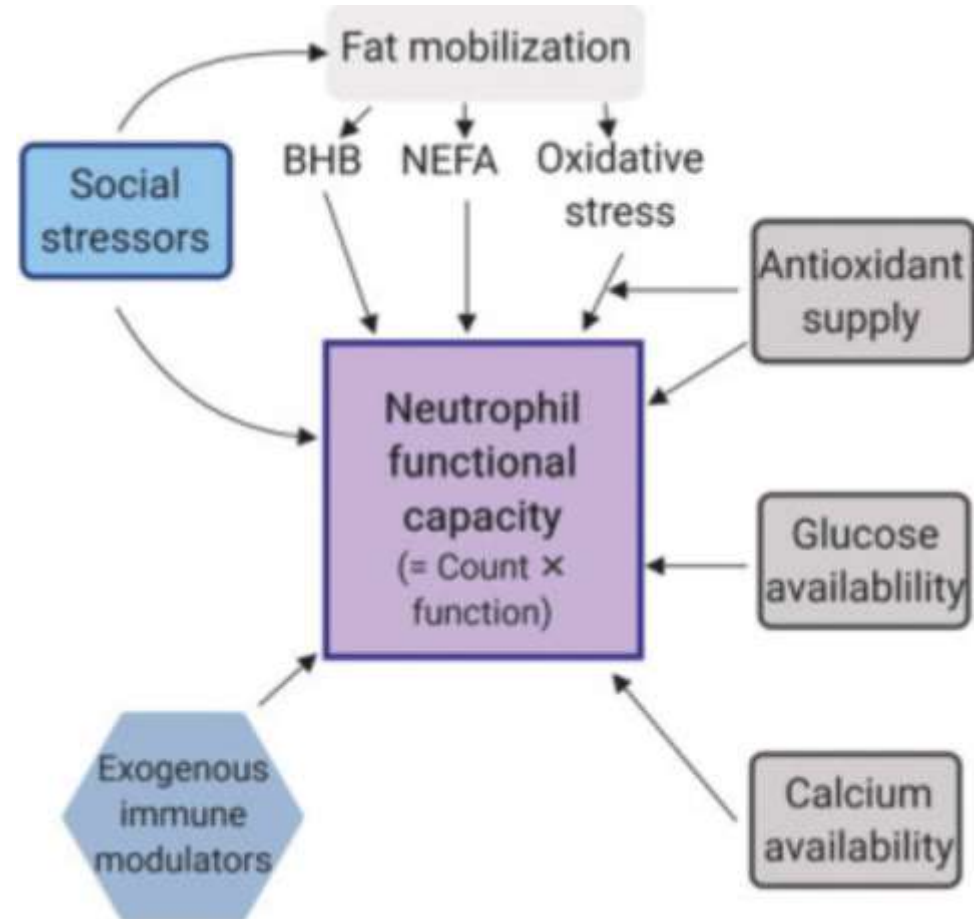 Fat mobilization
BHB NEFA Oxidative
stress
Social
stressors
Antioxidant
supply
Neutrophil
functional
capacity
(= Count ×
function)
Glucose
availablility
Exogenous
immune
modulators
Calcium
availability